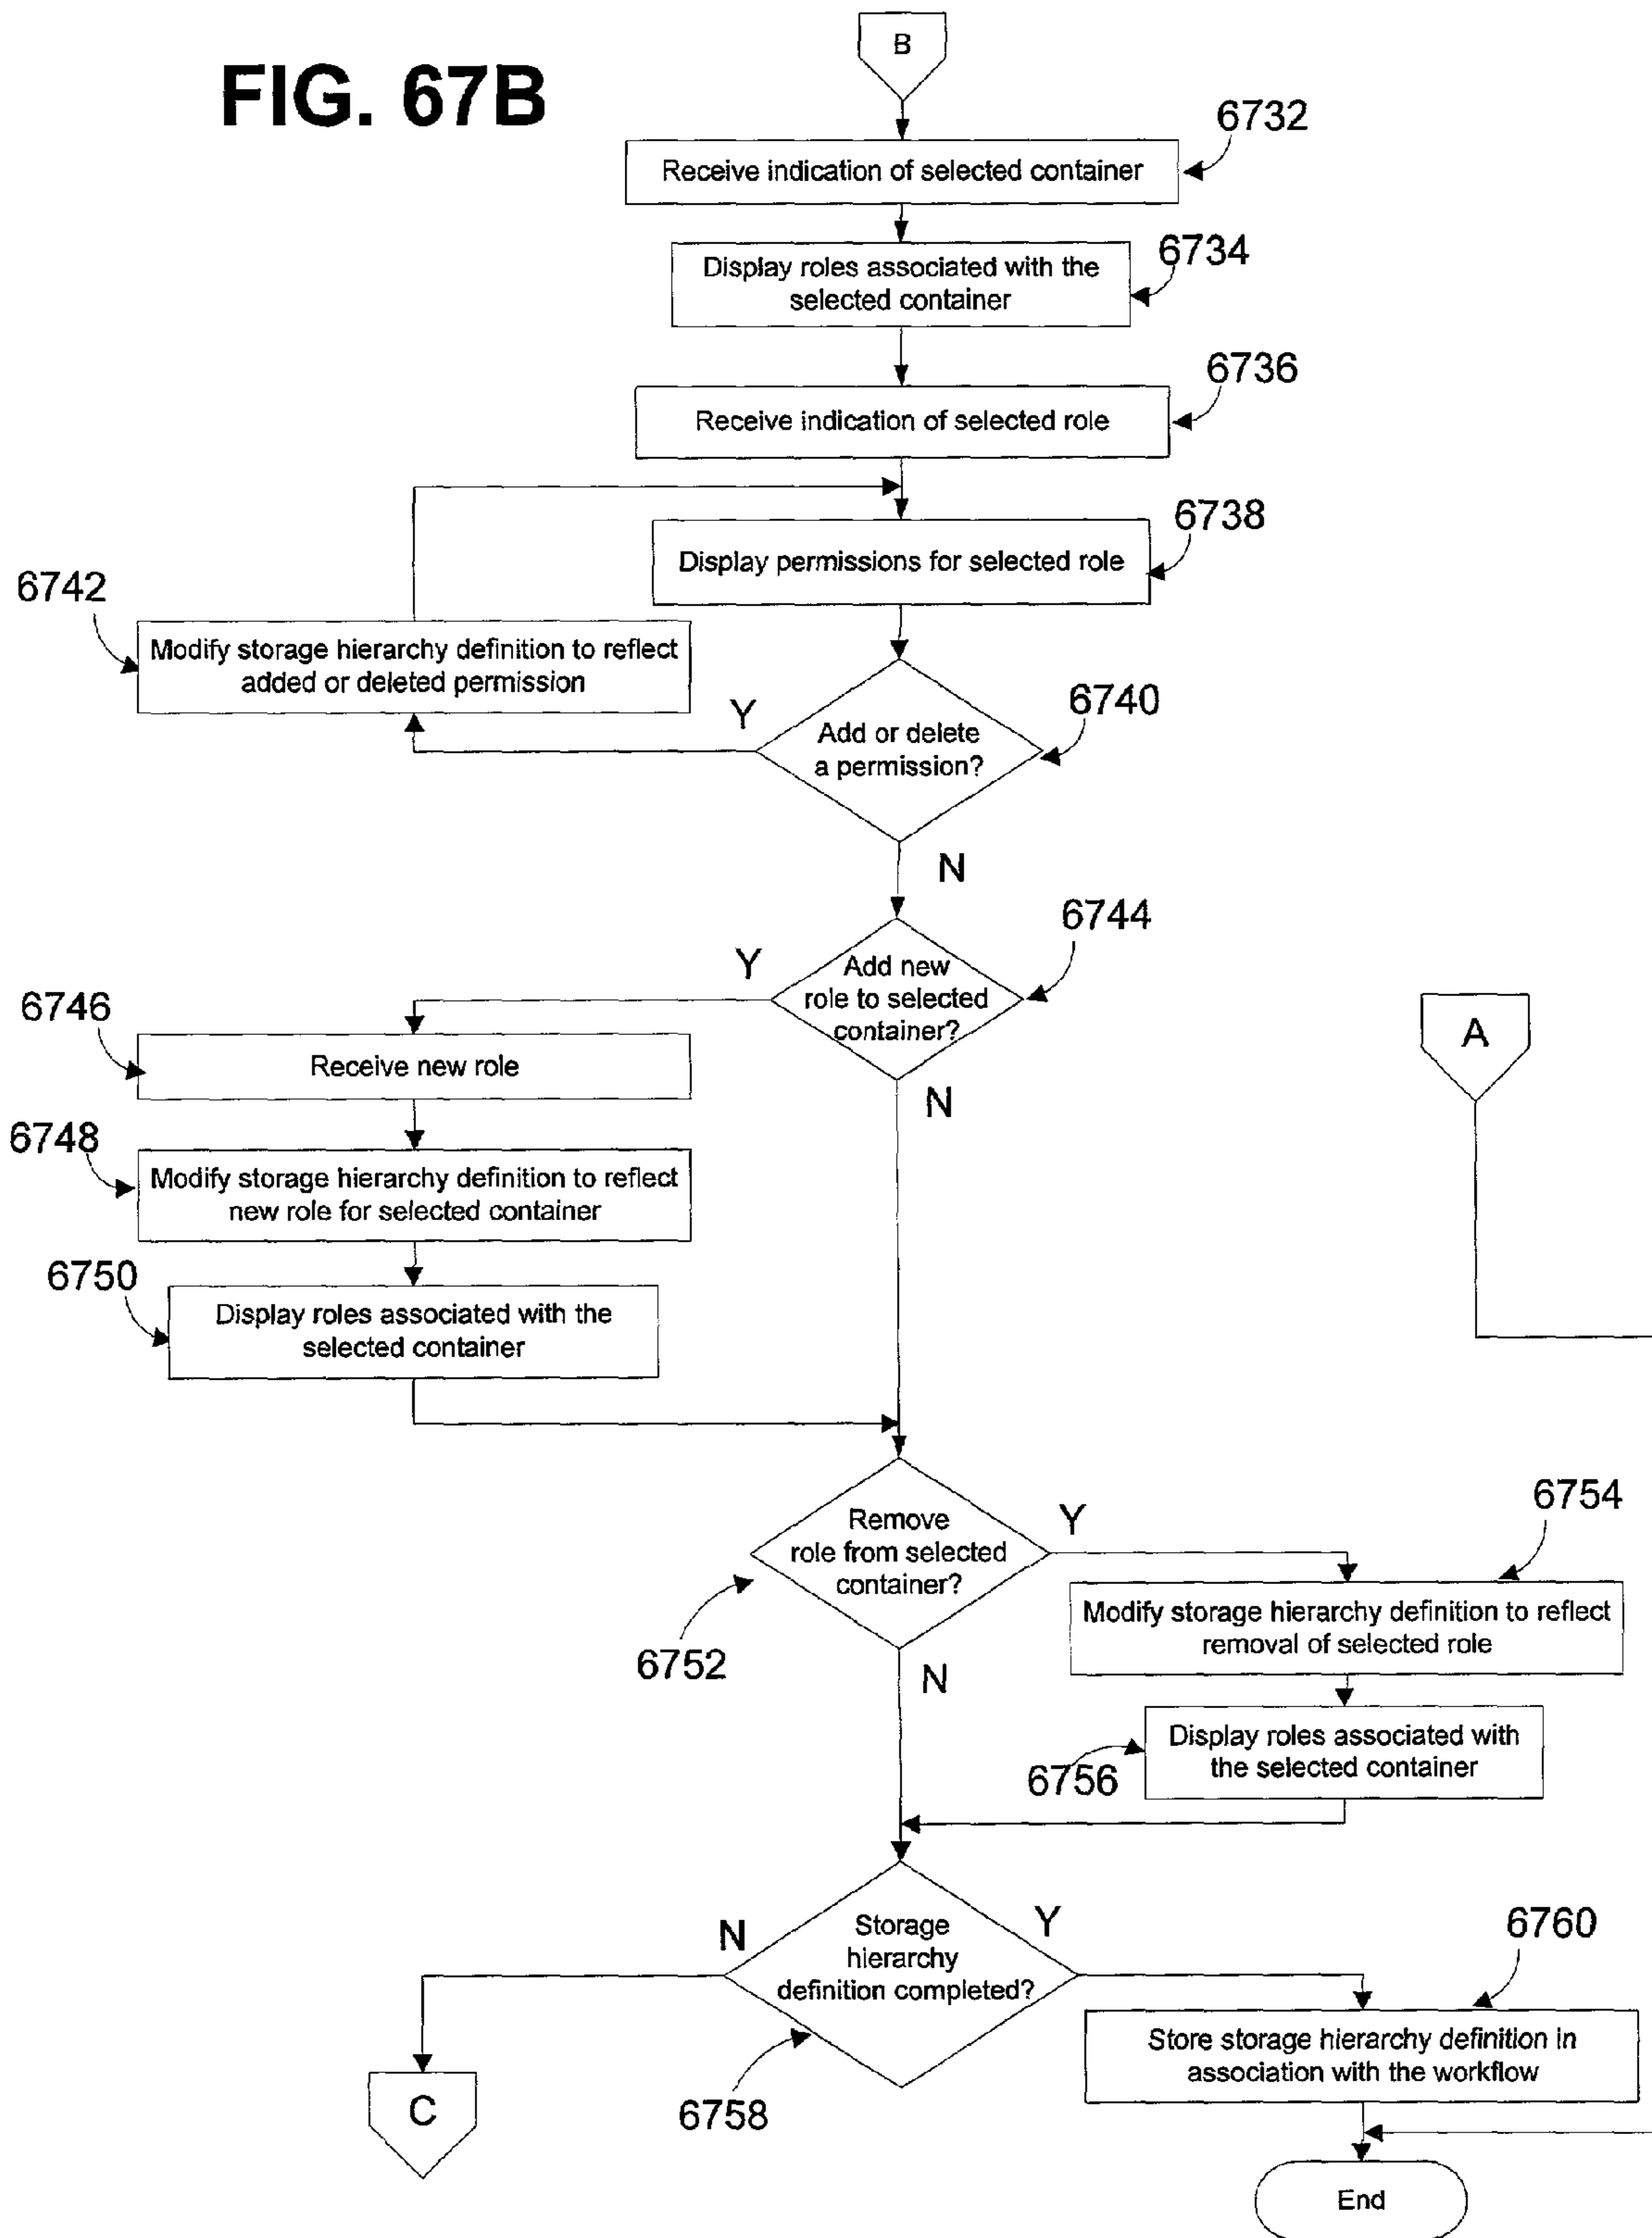 FIG. 67B
B
6732
Receive indication of selected container
6734
Display roles associated with the
selected container
6736
Receive indication of selected role
6738
Display permissions for selected role
6742
Modify storage hierarchy definition to reflect
added or deleted permission
Y
6740
Add or delete
a permission?
N
6744
Y
Add new
role to selected
container?
N
6746
Receive new role
A
6748
Modify storage hierarchy definition to reflect
new role for selected container
6750
Display roles associated with the
selected container
Remove
role from selected
container?
Y
6754
6752
N
Modify storage hierarchy definition to reflect
removal of selected role
6756
Display roles associated with
the selected container
N
Storage
hierarchy
definition completed?
Y
6760
6758
Store storage hierarchy definition in
association with the workflow
C
End